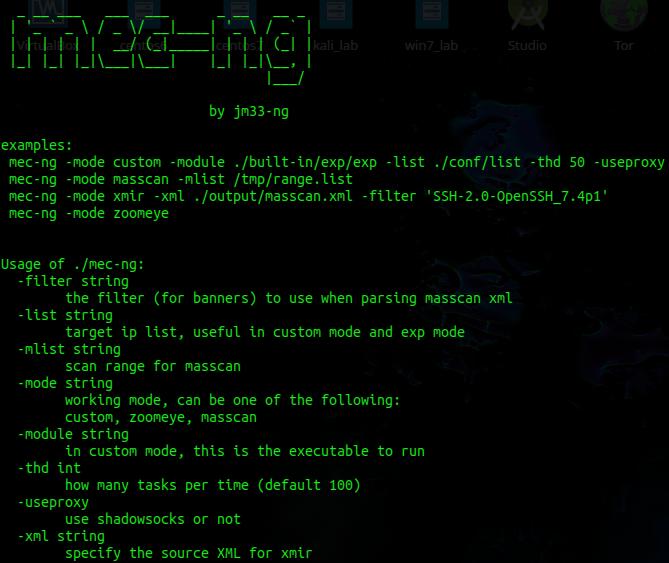 VirtualBox centos6 centos kali_lab win7_lab Studio Tor
mec-ng
by jm33-ng
examples:
mec-ng -mode custom -module ./built-in/exp/exp -list ./conf/list -thd 50 -useproxy
mec-ng -mode masscan -mlist /tmp/range.list
mec-ng -mode xmir -xml ./output/masscan.xml -filter 'SSH-2.0-OpenSSH_7.4p1'
mec-ng -mode zoomeye
Usage of ./mec-ng:
-filter string
the filter (for banners) to use when parsing masscan xml
-list string
target ip list, useful in custom mode and exp mode
-mlist string
scan range for masscan
-mode string
working mode, can be one of the following:
custom, zoomeye, masscan
-module string
in custom mode, this is the executable to run
-thd int
how many tasks per time (default 100)
-useproxy
use shadowsocks or not
-xml string
specify the source XML for xmir